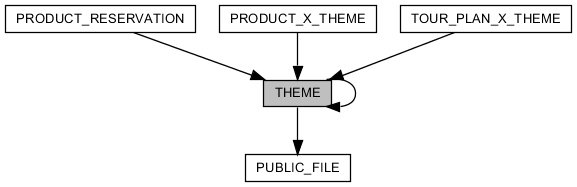 PRODUCT_RESERVATION
PRODUCT_X_THEME
TOUR_PLAN_X_THEME
THEME
PUBLIC_FILE